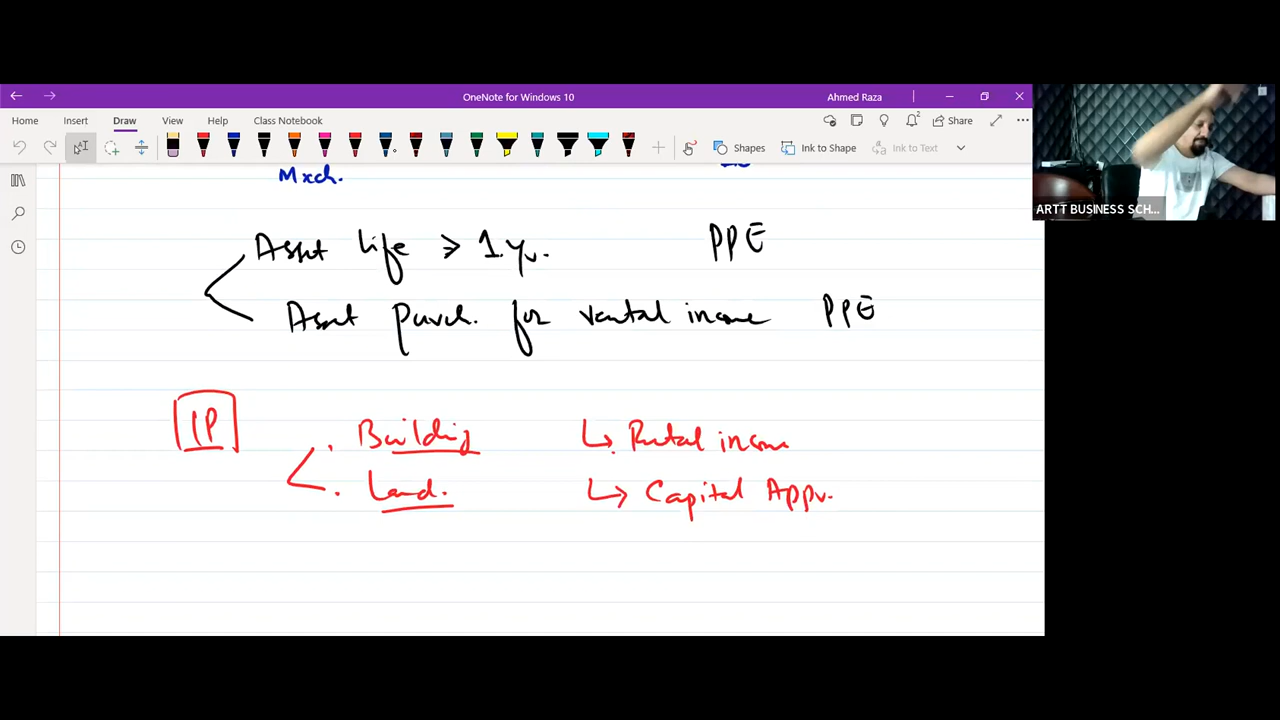 OneNote for Windows 10
Ahmed Raza
Home Insert Draw View Help Class Notebook
Share
Shapes Ink to Shape Ink to Text
Mxch.
Asset life ≥ 1 yr. PPE
Asset purch. for rental income PPE
IP
. Building ↳ Rental income
. Land. ↳ Capital Appr.
ARTT BUSINESS SCH...